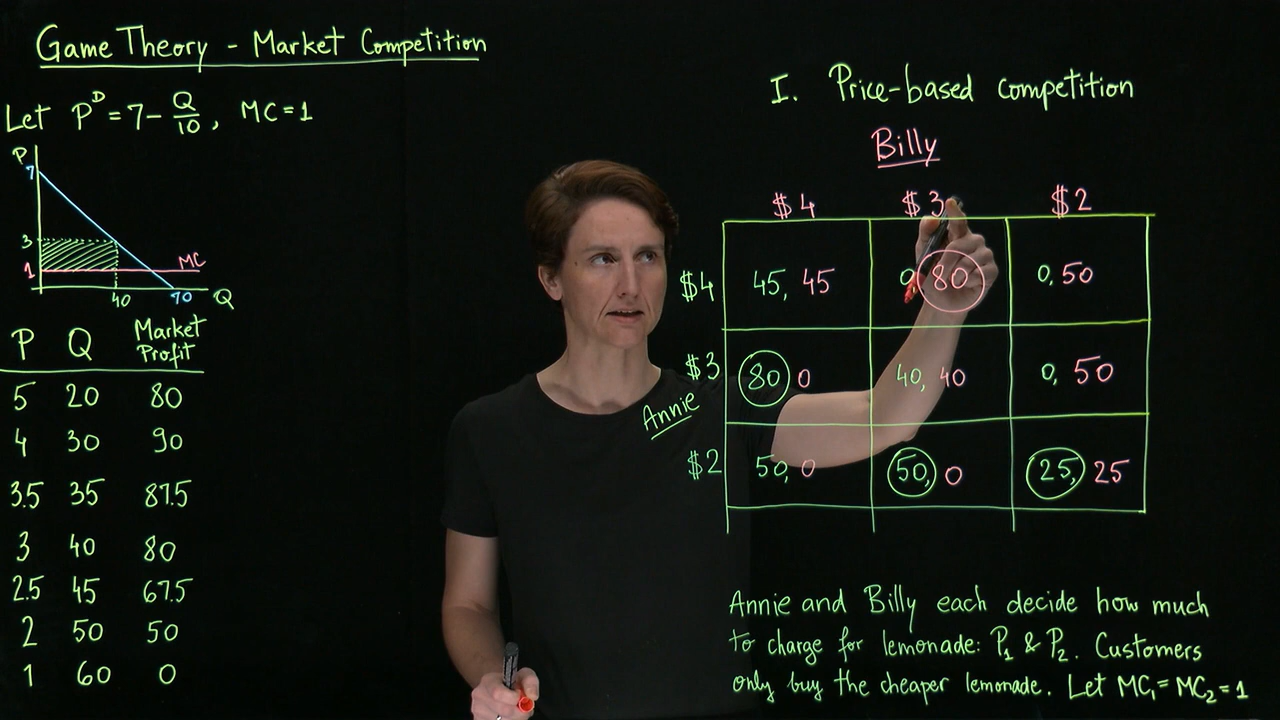 Game Theory - Market Competition
Let P^D = 7 - Q/10, MC = 1
P
7
3
1
MC
40
70
Q
P Q Market Profit
5 20 80
4 30 90
3.5 35 87.5
3 40 80
2.5 45 67.5
2 50 50
1 60 0
I. Price-based competition
Billy
$4 $3 $2
$4 45, 45 0, 80 0, 50
$3 80 0 40, 40 0, 50
Annie
$2 50, 0 50, 0 25, 25
Annie and Billy each decide how much
to charge for lemonade: P₁ & P₂. Customers
only buy the cheaper lemonade. Let MC₁ = MC₂ = 1